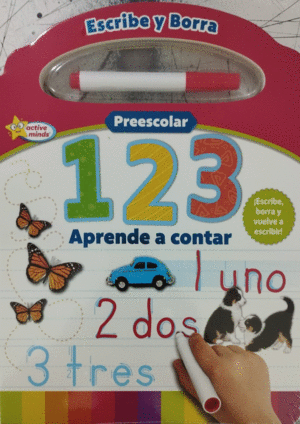 Escribe y Borra
active minds
Preescolar
123
¡Escribe,
borra y
vuelve a
escribir!
Aprende a contar
1 uno
2 dos
3 tres